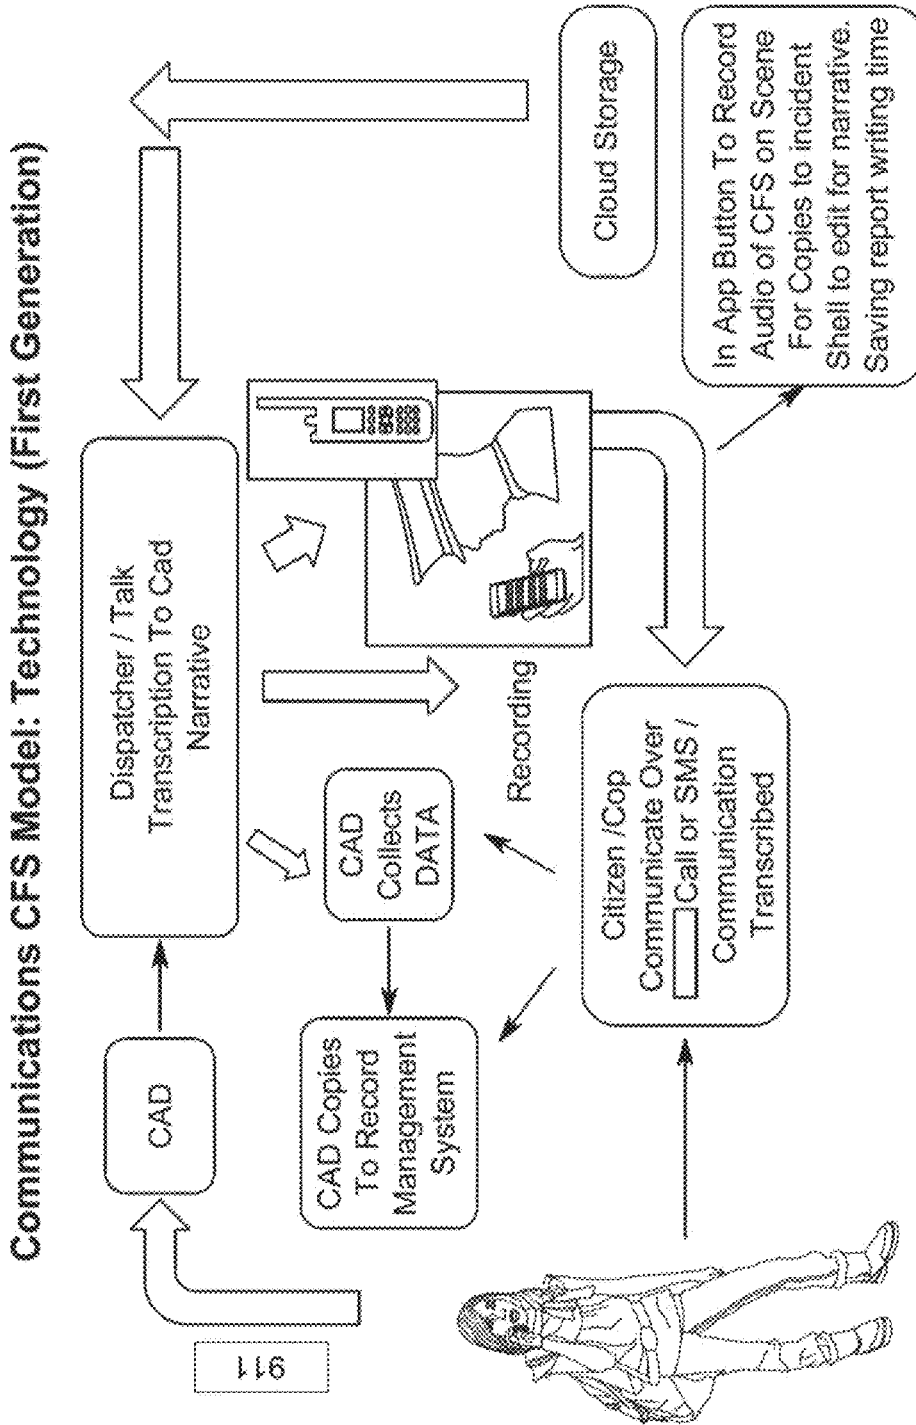 Communications CFS Model: Technology (First Generation)
911
CAD
Dispatcher / Talk
Transcription To Cad
Narrative
CAD Copies
To Record
Management
System
CAD
Collects
DATA
Recording
Citizen /Cop
Communicate Over
Call or SMS /
Communication
Transcribed
Cloud Storage
In App Button To Record
Audio of CFS on Scene
For Copies to incident
Shell to edit for narrative.
Saving report writing time